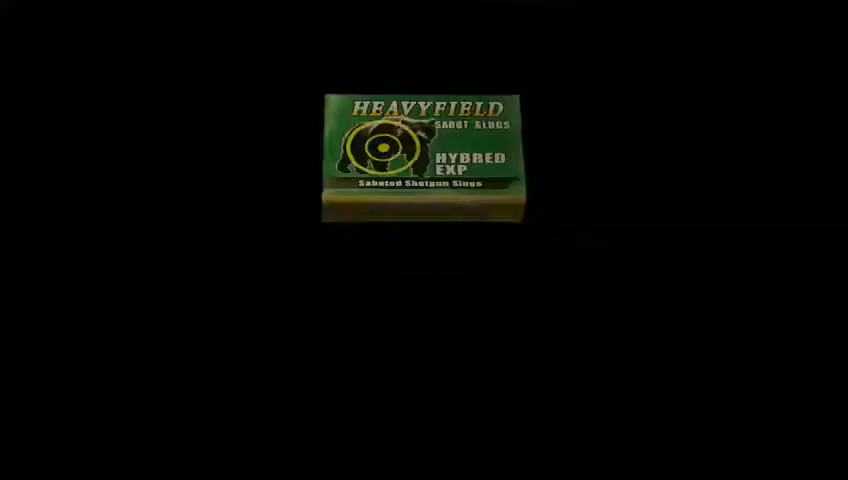 HEAVYFIELD
SABOT SLUGS
HYBRED
EXP
Saboted Shotgun Slugs